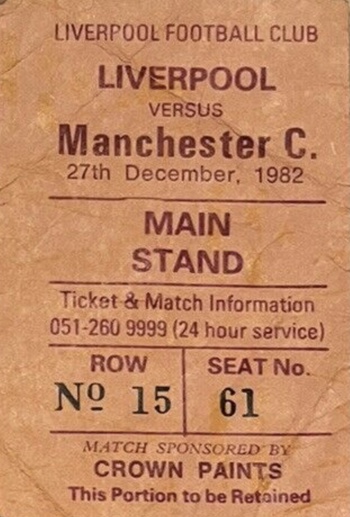 LIVERPOOL FOOTBALL CLUB
LIVERPOOL
VERSUS
Manchester C.
27th December, 1982
MAIN
STAND
Ticket & Match Information
051-260 9999 (24 hour service)
ROW SEAT No.
Nº 15 61
MATCH SPONSORED BY
CROWN PAINTS
This Portion to be Retained